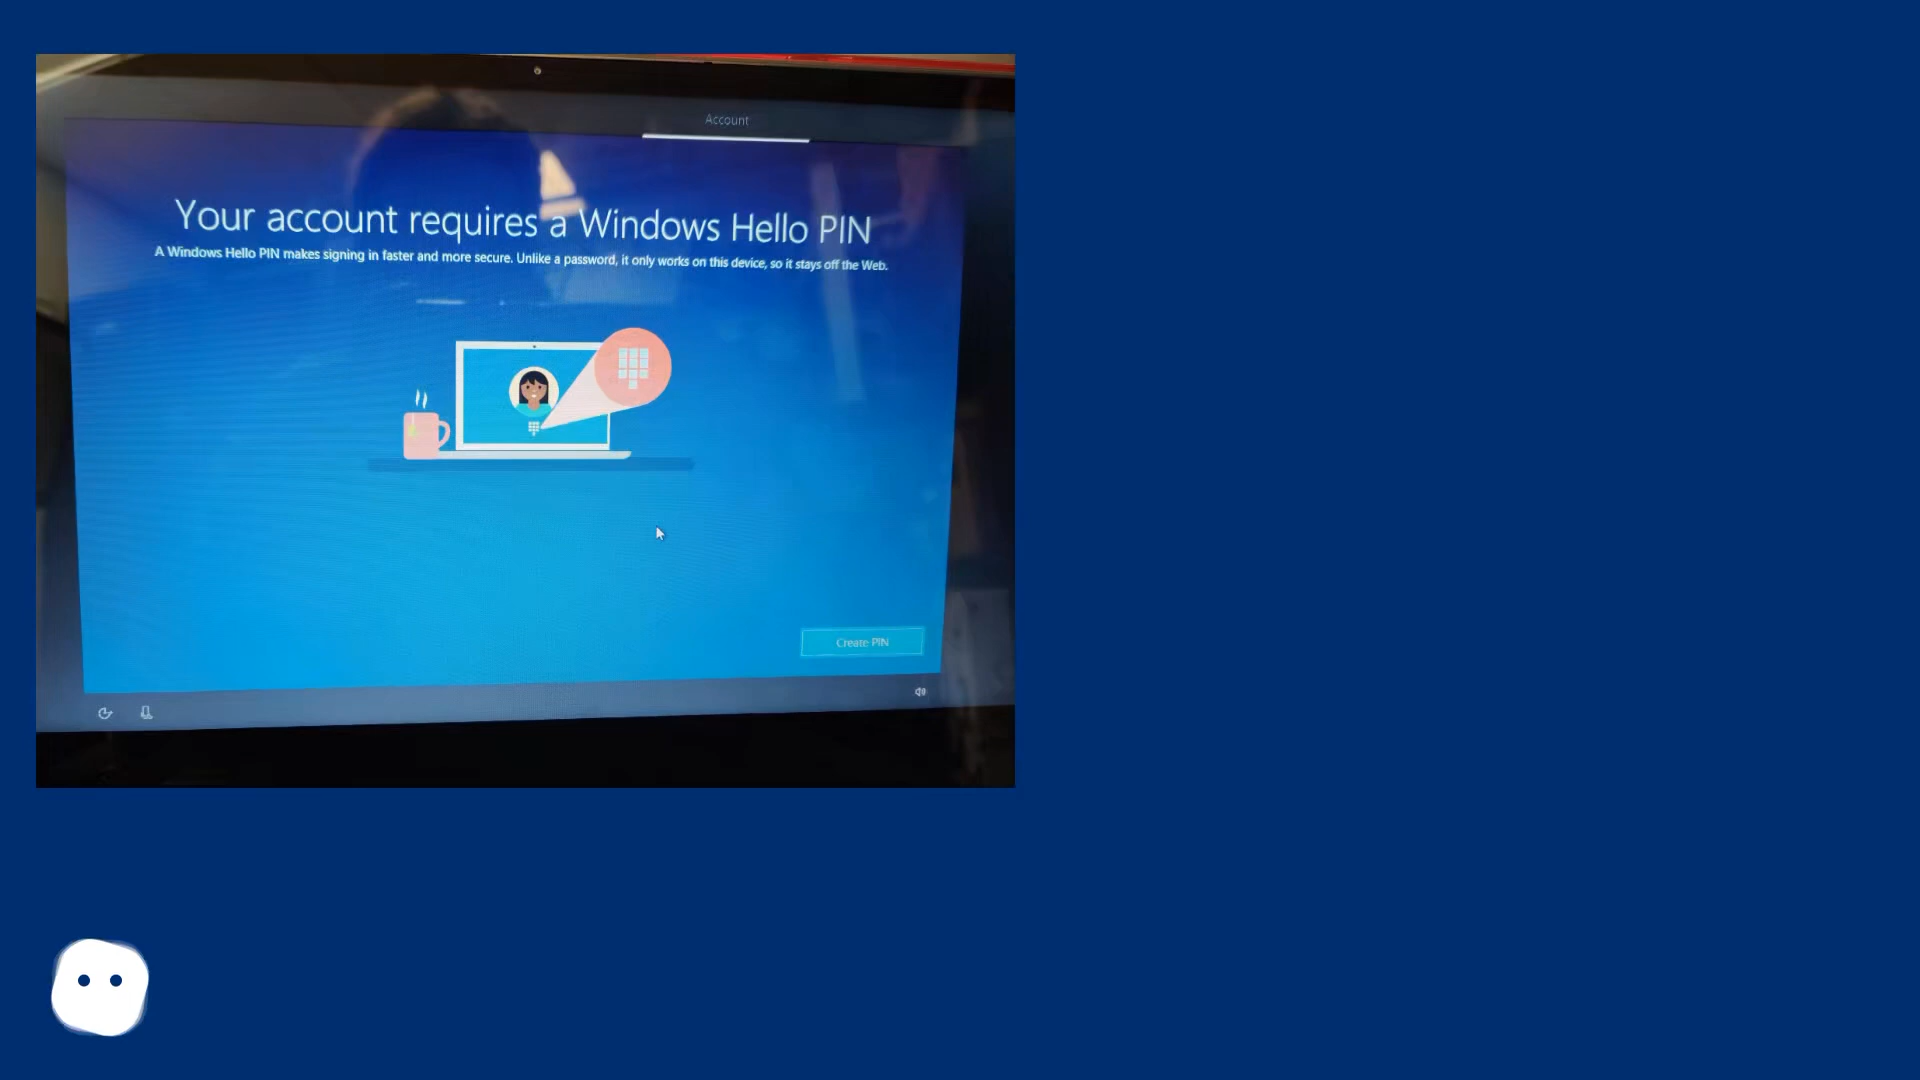 Account
Your account requires a Windows Hello PIN
A Windows Hello PIN makes signing in faster and more secure. Unlike a password, it only works on this device, so it stays off the Web.
Create PIN